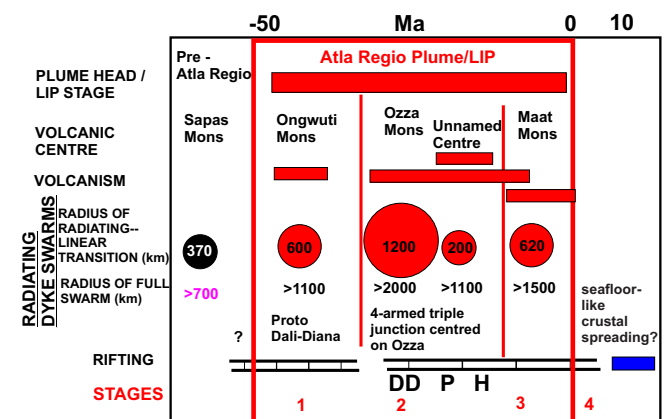 -50 Ma 0 10
Pre -
Atla Regio
Atla Regio Plume/LIP
PLUME HEAD /
LIP STAGE
VOLCANIC
CENTRE
Sapas
Mons
Ongwuti
Mons
Ozza
Mons
Unnamed
Centre
Maat
Mons
VOLCANISM
RADIATING
DYKE SWARMS
RADIUS OF
RADIATING--
LINEAR
TRANSITION (km)
370 600 1200 200 620
RADIUS OF FULL
SWARM (km)
>700 >1100 >2000 >1100 >1500
seafloor-
like
crustal
spreading?
?
Proto
Dali-Diana
4-armed triple
junction centred
on Ozza
RIFTING
DD P H
STAGES
1 2 3 4